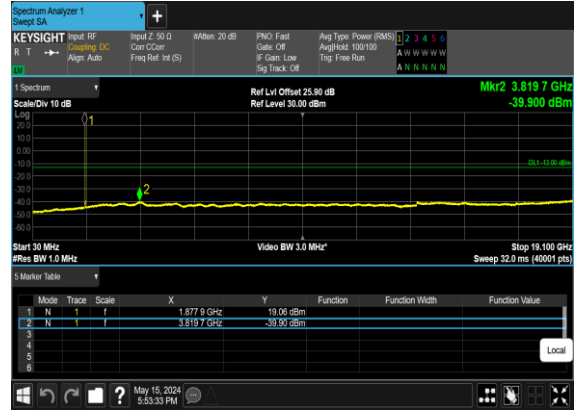 Spectrum Analyzer 1
Swept SA
KEYSIGHT Input: RF Input Z: 50 Ω #Atten: 20 dB PNO: Fast Avg Type: Power (RMS) 1 2 3 4 5 6
R T Coupling: DC Corr CCorr Gate: Off Avg|Hold: 100/100 A W W W W W
Align: Auto Freq Ref: Int (S) IF Gain: Low Trig: Free Run
LNI Sig Track: Off A N N N N N
1 Spectrum Ref Lvl Offset 25.90 dB Mkr2 3.819 7 GHz
Scale/Div 10 dB Ref Level 30.00 dBm -39.900 dBm
Log
1
20.0
10.0
0.00
-10.0 DL1 -13.00 dBm
-20.0
-30.0 2
-40.0
-50.0
-60.0
Start 30 MHz Video BW 3.0 MHz* Stop 19.100 GHz
#Res BW 1.0 MHz Sweep 32.0 ms (40001 pts)
5 Marker Table
Mode Trace Scale X Y Function Function Width Function Value
1 N 1 f 1.877 9 GHz 19.06 dBm
2 N 1 f 3.819 7 GHz -39.90 dBm
3
4
5
6
Local
? May 15, 2024
5:53:33 PM